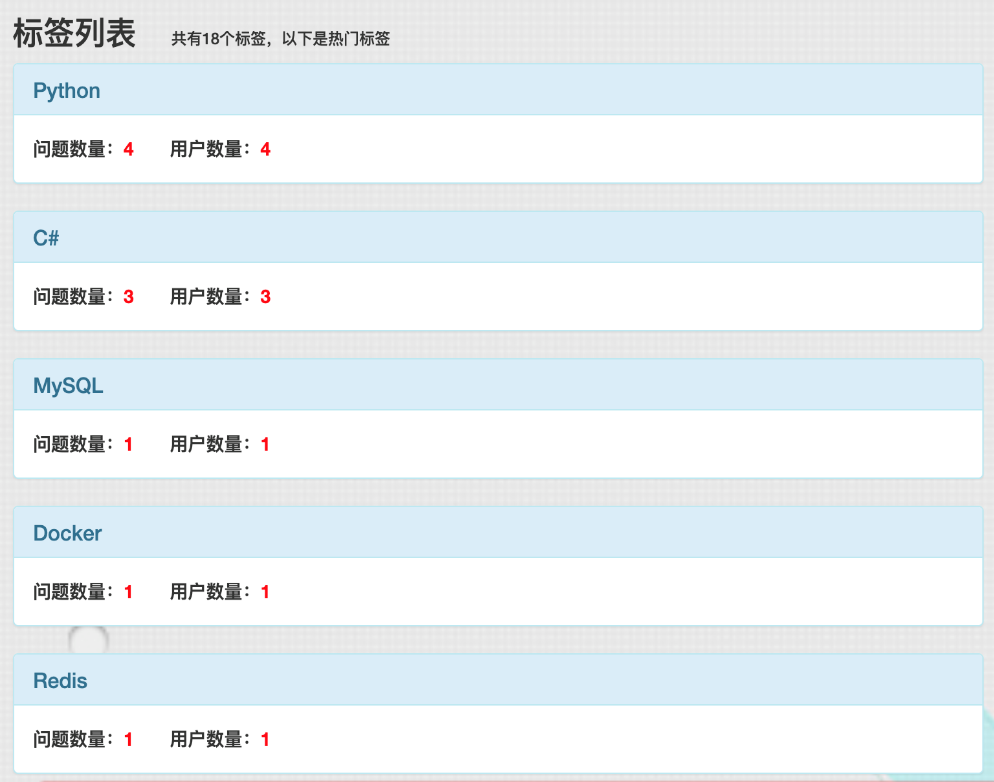 标签列表 共有18个标签，以下是热门标签
Python
问题数量：4 用户数量：4
C#
问题数量：3 用户数量：3
MySQL
问题数量：1 用户数量：1
Docker
问题数量：1 用户数量：1
Redis
问题数量：1 用户数量：1